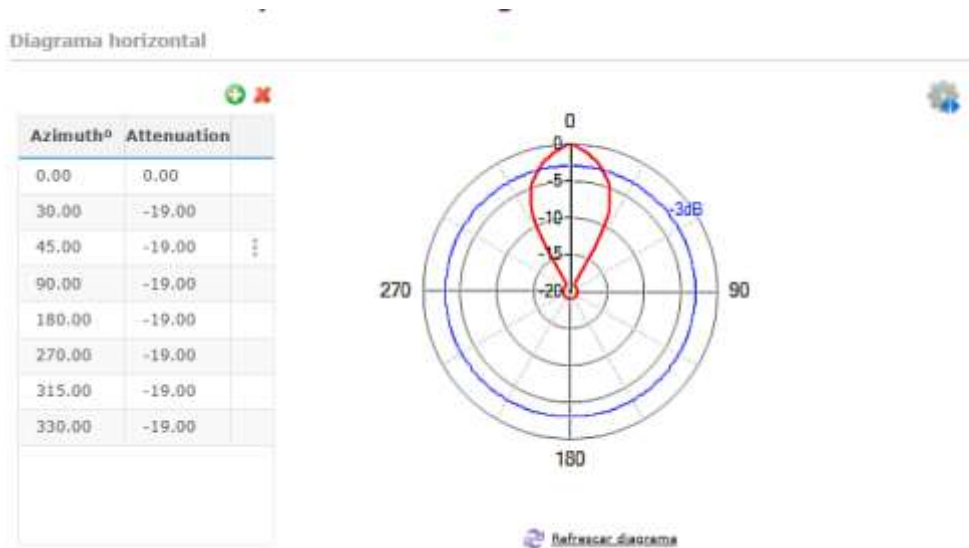 Diagrama horizontal
Azimuthº Attenuation
0.00 0.00
30.00 -19.00
45.00 -19.00
90.00 -19.00
180.00 -19.00
270.00 -19.00
315.00 -19.00
330.00 -19.00
0
0
-5
-3dB
-10
-15
270 -20 90
180
Refrescar diagrama